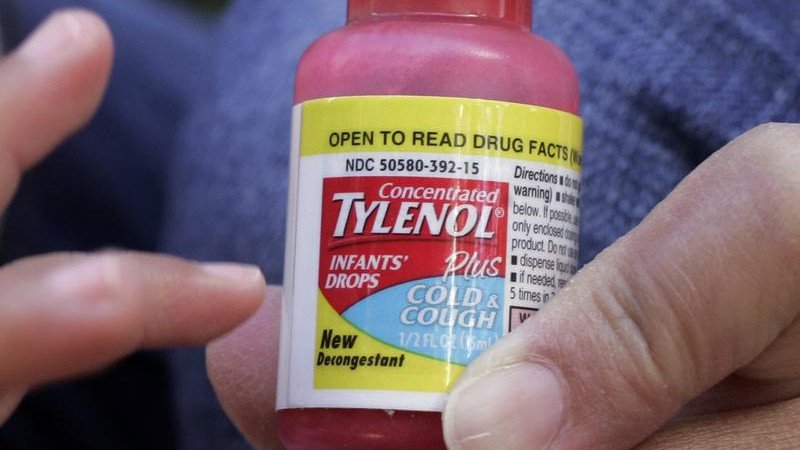 OPEN TO READ DRUG FACTS
NDC 50580-392-15
Concentrated
TYLENOL®
INFANTS'
DROPS
Plus
COLD &
COUGH
1/2 FL OZ (15mL)
New
Decongestant
Directions ■ do
warning) ■
below. If possible,
only enclosed
product. Do not
■ dispense liquid
■ if needed,
5 times in